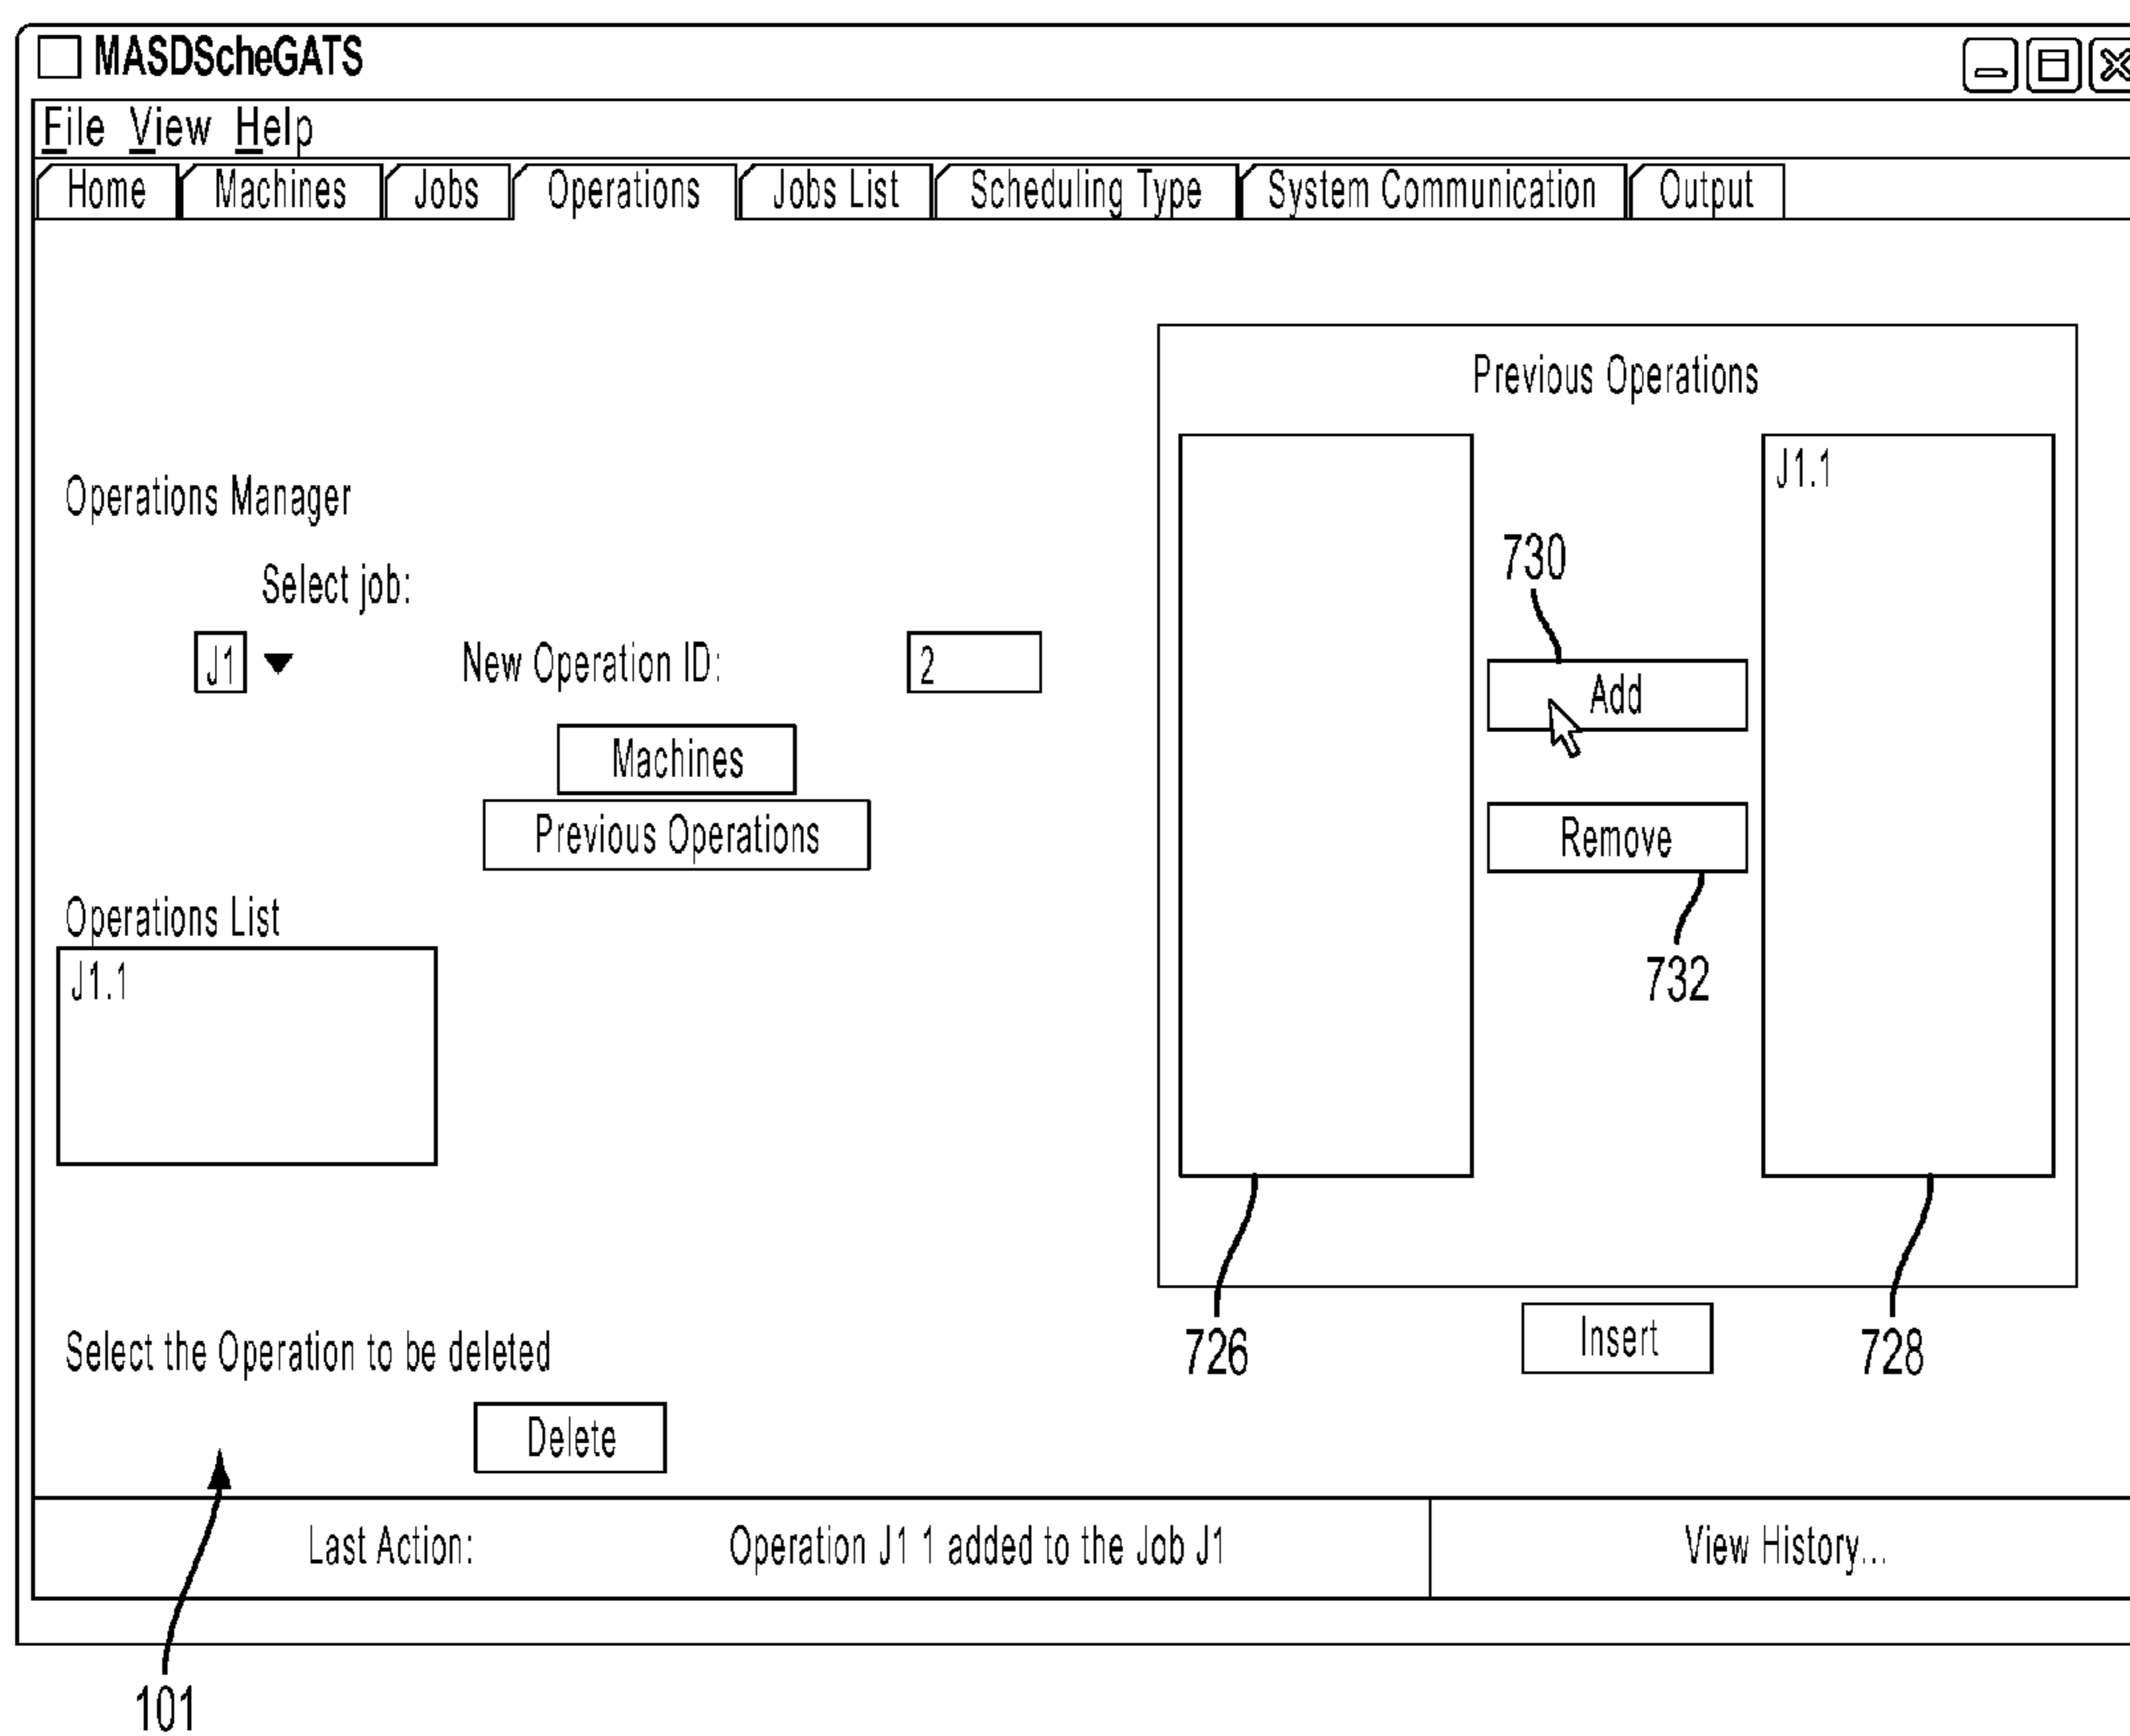 MASDScheGATS
File View Help
Home Machines Jobs Operations Jobs List Scheduling Type System Communication Output
Previous Operations
J1.1
Operations Manager
730
Select job:
J1 New Operation ID: 2
Add
Machines
Previous Operations
Remove
Operations List
732
J1.1
Insert
726
728
Select the Operation to be deleted
Delete
Last Action: Operation J1 1 added to the Job J1 View History...
101